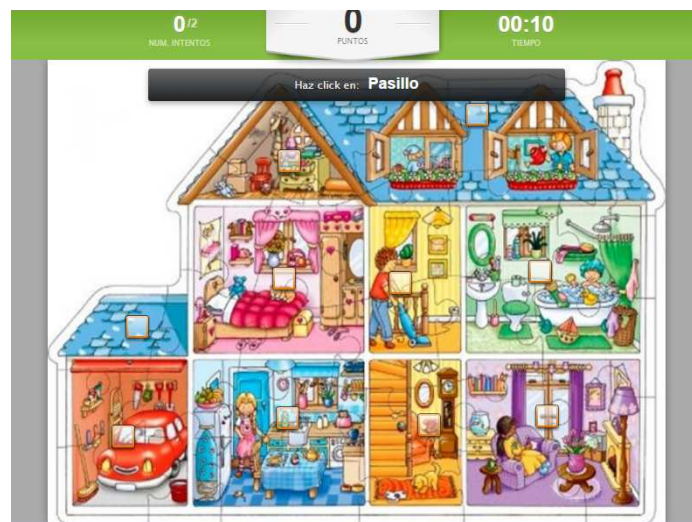 0/2
NUM. INTENTOS
0
PUNTOS
00:10
TIEMPO
Haz click en: Pasillo